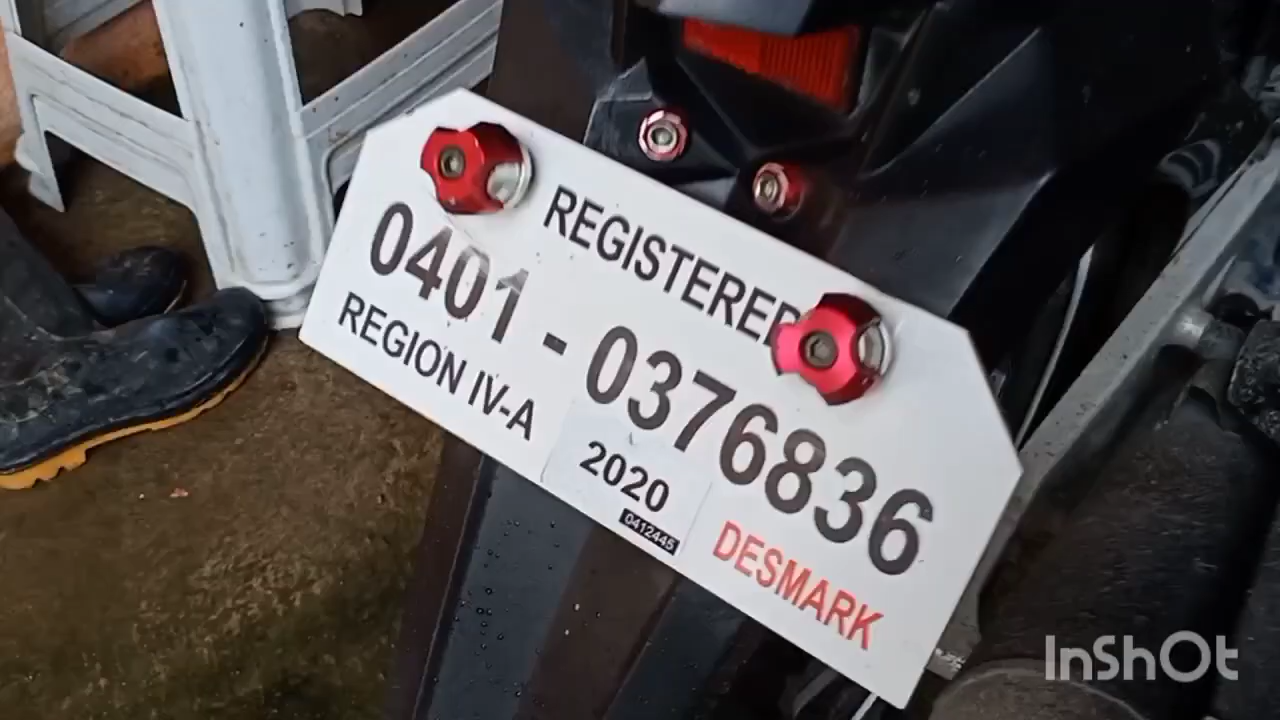 REGISTERED
0401 - 0376836
REGION IV-A
2020
0412445
DESMARK
InShOt